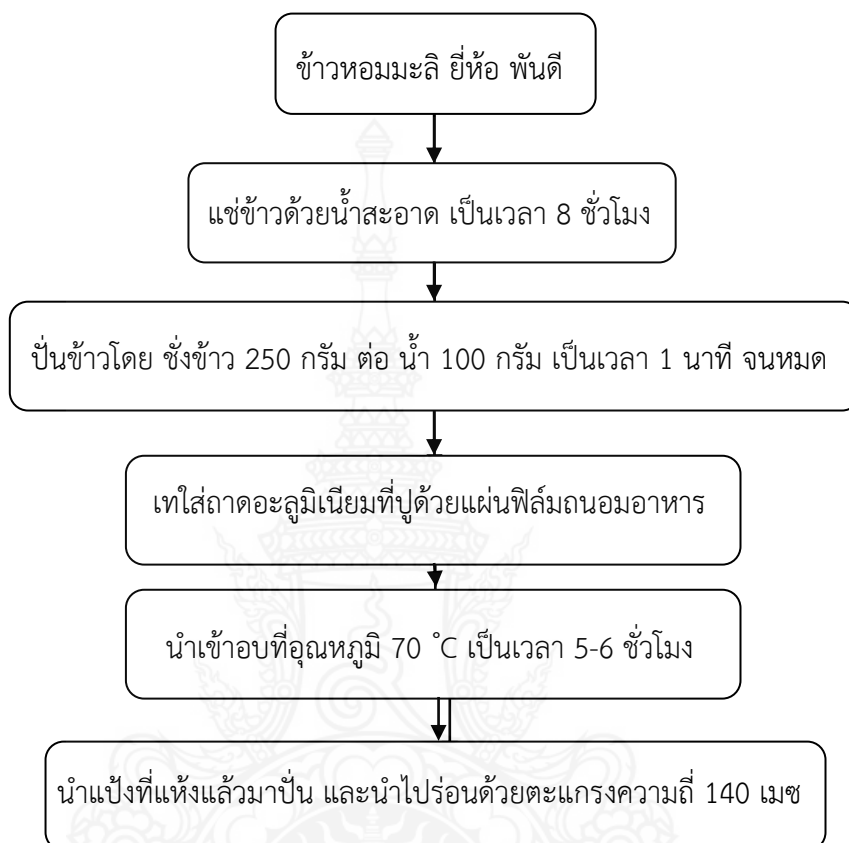 ข้าวหอมมะลิ ยี่ห้อ พันดี
แช่ข้าวด้วยน้ำสะอาด เป็นเวลา 8 ชั่วโมง
ปั่นข้าวโดย ชั่งข้าว 250 กรัม ต่อ น้ำ 100 กรัม เป็นเวลา 1 นาที จนหมด
เทใส่ถาดอะลูมิเนียมที่ปูด้วยแผ่นฟิล์มถนอมอาหาร
นำเข้าอบที่อุณหภูมิ 70 ˚C เป็นเวลา 5-6 ชั่วโมง
นำแป้งที่แห้งแล้วมาปั่น และนำไปร่อนด้วยตะแกรงความถี่ 140 เมซ